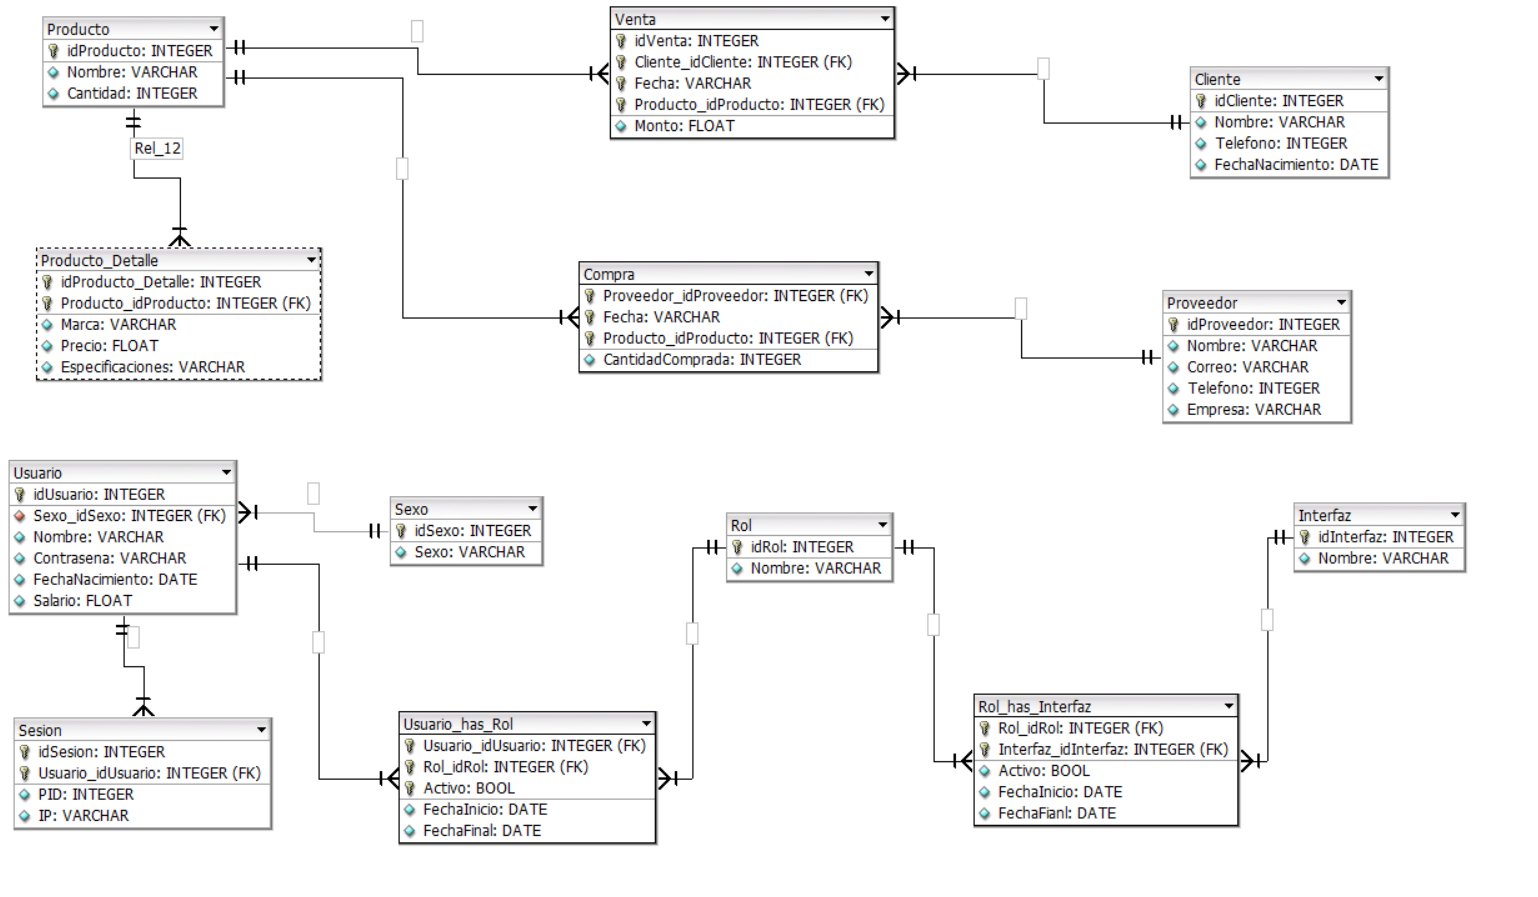 Producto
idProducto: INTEGER
Nombre: VARCHAR
Cantidad: INTEGER
Rel_12
Producto_Detalle
idProducto_Detalle: INTEGER
Producto_idProducto: INTEGER (FK)
Marca: VARCHAR
Precio: FLOAT
Especificaciones: VARCHAR
Venta
idVenta: INTEGER
Cliente_idCliente: INTEGER (FK)
Fecha: VARCHAR
Producto_idProducto: INTEGER (FK)
Monto: FLOAT
Cliente
idCliente: INTEGER
Nombre: VARCHAR
Telefono: INTEGER
FechaNacimiento: DATE
Compra
Proveedor_idProveedor: INTEGER (FK)
Fecha: VARCHAR
Producto_idProducto: INTEGER (FK)
CantidadComprada: INTEGER
Proveedor
idProveedor: INTEGER
Nombre: VARCHAR
Correo: VARCHAR
Telefono: INTEGER
Empresa: VARCHAR
Usuario
idUsuario: INTEGER
Sexo_idSexo: INTEGER (FK)
Nombre: VARCHAR
Contrasena: VARCHAR
FechaNacimiento: DATE
Salario: FLOAT
Sexo
idSexo: INTEGER
Sexo: VARCHAR
Rol
idRol: INTEGER
Nombre: VARCHAR
Interfaz
idInterfaz: INTEGER
Nombre: VARCHAR
Sesion
idSesion: INTEGER
Usuario_idUsuario: INTEGER (FK)
PID: INTEGER
IP: VARCHAR
Usuario_has_Rol
Usuario_idUsuario: INTEGER (FK)
Rol_idRol: INTEGER (FK)
Activo: BOOL
FechaInicio: DATE
FechaFinal: DATE
Rol_has_Interfaz
Rol_idRol: INTEGER (FK)
Interfaz_idInterfaz: INTEGER (FK)
Activo: BOOL
FechaInicio: DATE
FechaFianl: DATE